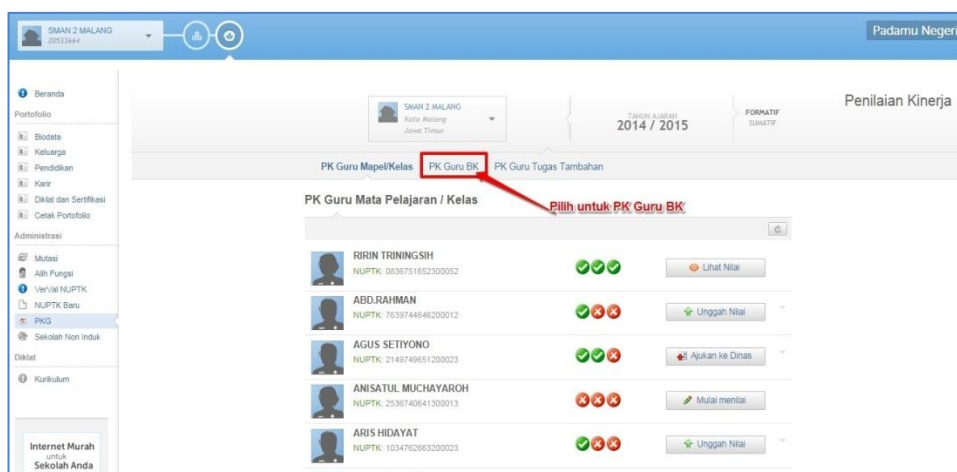 SMAN 2 MALANG
20533664
Padamu Negeri
Beranda
Portofolio
Biodata
Keluarga
Pendidikan
Karir
Diklat dan Sertifikasi
Cetak Portofolio
Administrasi
Mutasi
Alih Fungsi
VerVal NUPTK
NUPTK Baru
PKG
Sekolah Non Induk
Diklat
Kurikulum
Internet Murah
untuk
Sekolah Anda
SMAN 2 MALANG
Kota Malang
Jawa Timur
TAHUN AJARAN
2014 / 2015
FORMATIF
SUMATIF
Penilaian Kinerja
PK Guru Mapel/Kelas PK Guru BK PK Guru Tugas Tambahan
PK Guru Mata Pelajaran / Kelas
Pilih untuk PK Guru BK
RIRIN TRININGSIH
NUPTK: 0836751652300052
Lihat Nilai
ABD.RAHMAN
NUPTK: 7639744646200012
Unggah Nilai
AGUS SETIYONO
NUPTK: 2149749651200023
Ajukan ke Dinas
ANISATUL MUCHAYAROH
NUPTK: 2536740641300013
Mulai menilai
ARIS HIDAYAT
NUPTK: 1034762663200023
Unggah Nilai